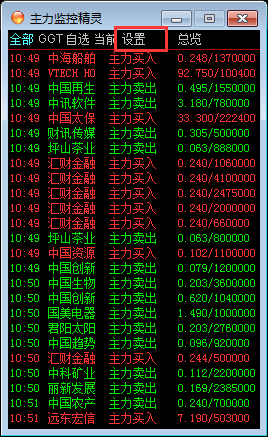 主力监控精灵
全部 GGT 自选 当前 设置 总览
10:49 中海船舶 主力买入 0.248/1370000
10:49 VTECH HO 主力买入 92.750/100400
10:49 中国再生 主力卖出 0.495/1550000
10:49 中讯软件 主力卖出 3.180/780000
10:49 中国太保 主力买入 33.300/222400
10:49 财讯传媒 主力卖出 0.305/500000
10:49 坪山茶业 主力卖出 0.063/888000
10:49 汇财金融 主力买入 0.240/1060000
10:49 汇财金融 主力买入 0.240/4100000
10:49 汇财金融 主力买入 0.240/2475000
10:49 汇财金融 主力买入 0.240/2000000
10:49 汇财金融 主力买入 0.240/660000
10:49 坪山茶业 主力卖出 0.063/800000
10:49 中国资源 主力买入 0.102/1100000
10:49 中国创新 主力卖出 0.079/1200000
10:50 中国生物 主力卖出 0.203/3600000
10:50 中国创新 主力卖出 0.620/1040000
10:50 国美电器 主力卖出 1.490/1000000
10:50 君阳太阳 主力卖出 0.203/2760000
10:50 中国趋势 主力卖出 0.096/920000
10:50 汇财金融 主力买入 0.244/500000
10:50 中科矿业 主力卖出 0.112/2200000
10:50 丽新发展 主力卖出 0.169/2385000
10:51 中国农产 主力卖出 0.240/700000
10:51 远东宏信 主力买入 7.190/503000